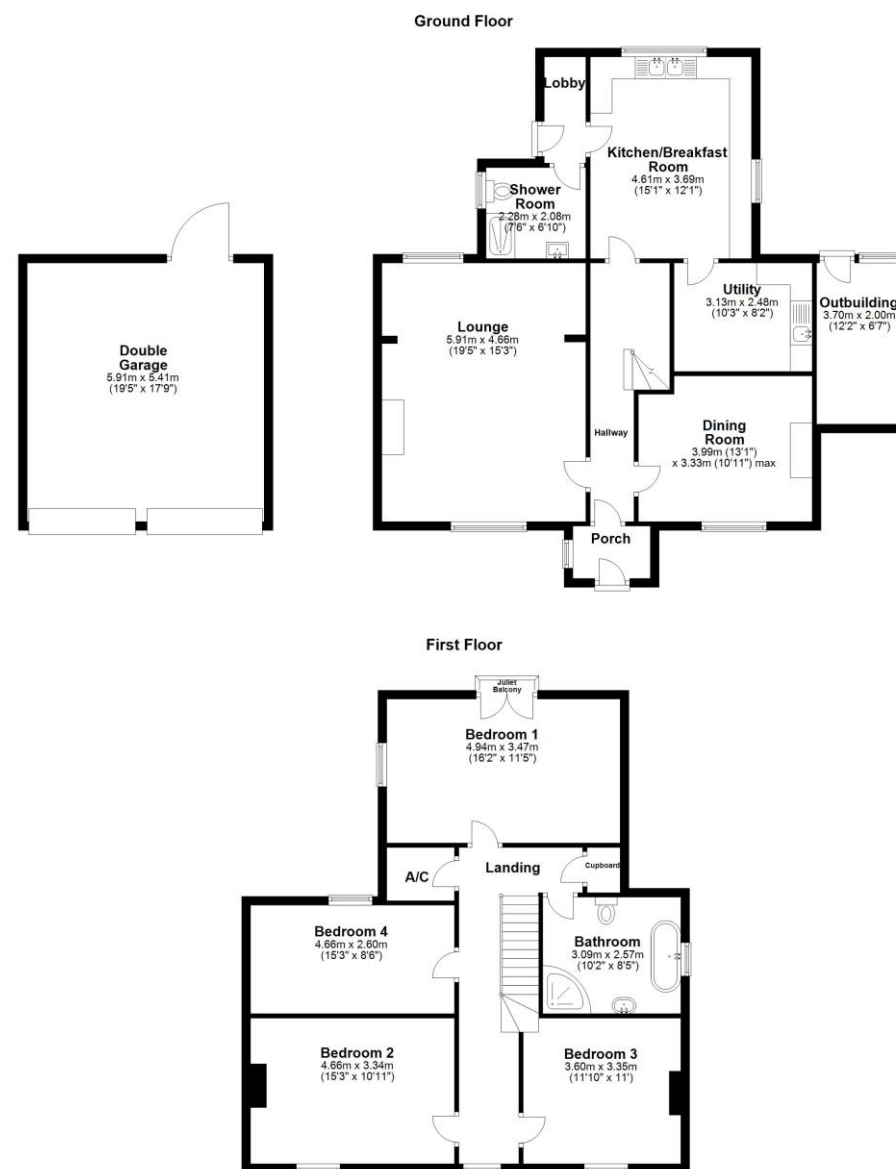 Ground Floor
Lobby
Kitchen/Breakfast
Room
4.61m x 3.69m
(15'1" x 12'1")
Shower
Room
2.28m x 2.08m
(7'6" x 6'10")
Double
Garage
5.91m x 5.41m
(19'5" x 17'9")
Lounge
5.91m x 4.66m
(19'5" x 15'3")
Utility
3.13m x 2.48m
(10'3" x 8'2")
Outbuilding
3.70m x 2.00m
(12'2" x 6'7")
Hallway
Dining
Room
3.99m (13'1")
x 3.33m (10'11") max
Porch
First Floor
Juliet
Balcony
Bedroom 1
4.94m x 3.47m
(16'2" x 11'5")
A/C
Landing
Cupboard
Bedroom 4
4.66m x 2.60m
(15'3" x 8'6")
Bathroom
3.09m x 2.57m
(10'2" x 8'5")
Bedroom 2
4.66m x 3.34m
(15'3" x 10'11")
Bedroom 3
3.60m x 3.35m
(11'10" x 11')